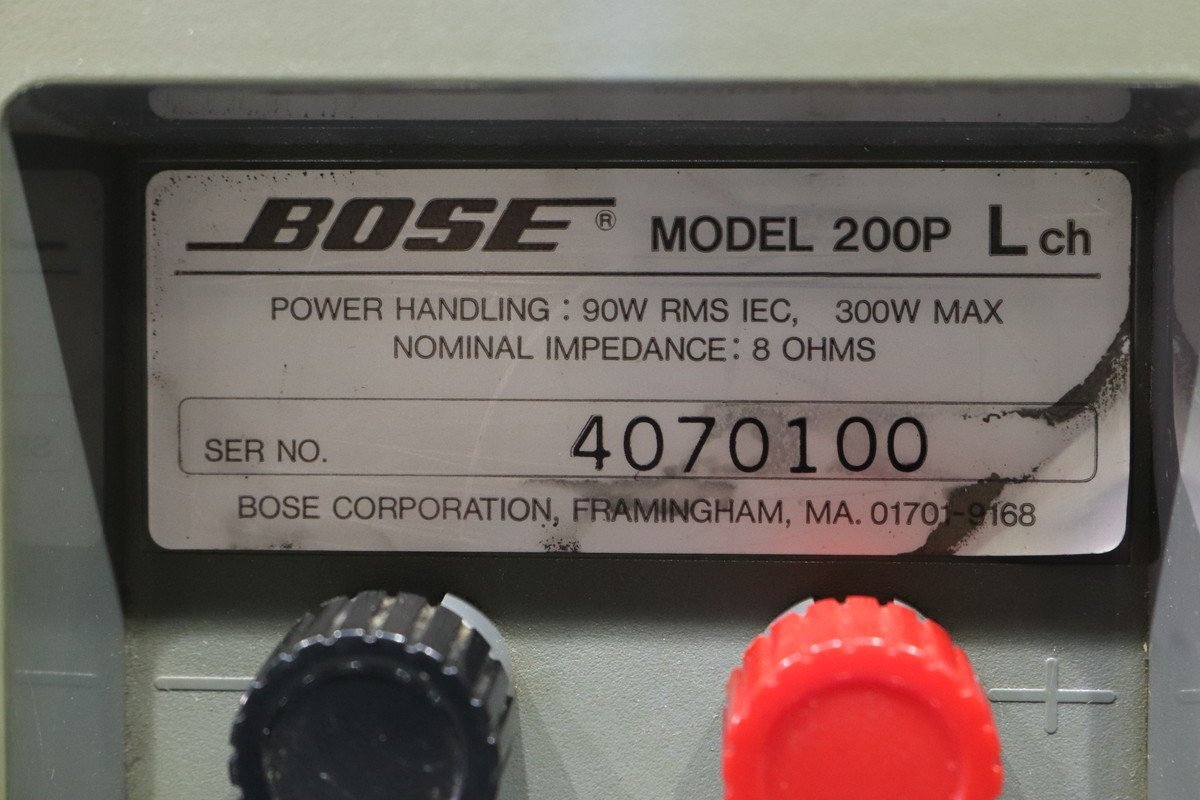 BOSE® MODEL 200P L ch
POWER HANDLING : 90W RMS IEC, 300W MAX
NOMINAL IMPEDANCE : 8 OHMS
SER NO. 4070100
BOSE CORPORATION, FRAMINGHAM, MA. 01701-9168